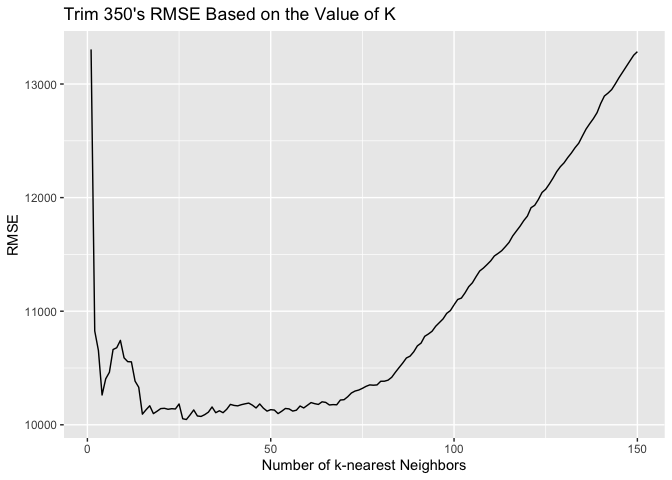 Trim 350's RMSE Based on the Value of K
13000
12000
11000
10000
RMSE
0
50
100
150
Number of k-nearest Neighbors